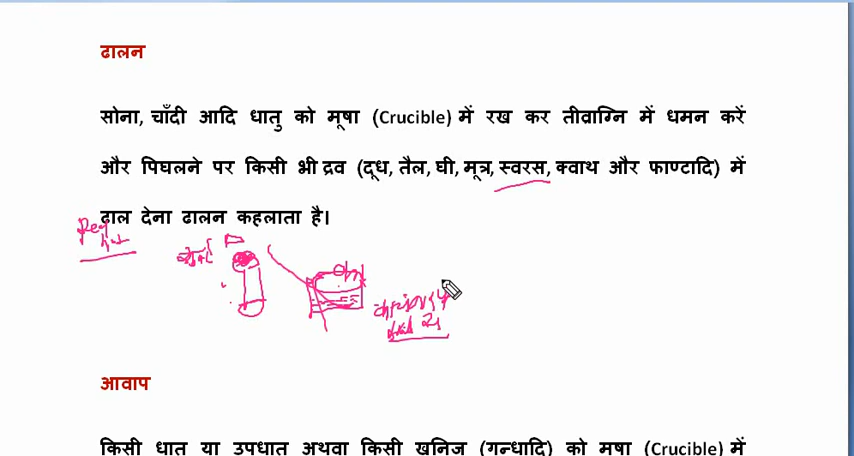 ढालन
सोना, चाँदी आदि धातु को मूषा (Crucible) में रख कर तीव्राग्नि में धमन करें
और पिघलने पर किसी भी द्रव (दूध, तैल, घी, मूत्र, स्वरस, क्वाथ और फाण्टादि) में
ढाल देना ढालन कहलाता है।
आवाप
किसी धातु या उपधातु अथवा किसी खनिज (गन्धादि) को मूषा (Crucible) में